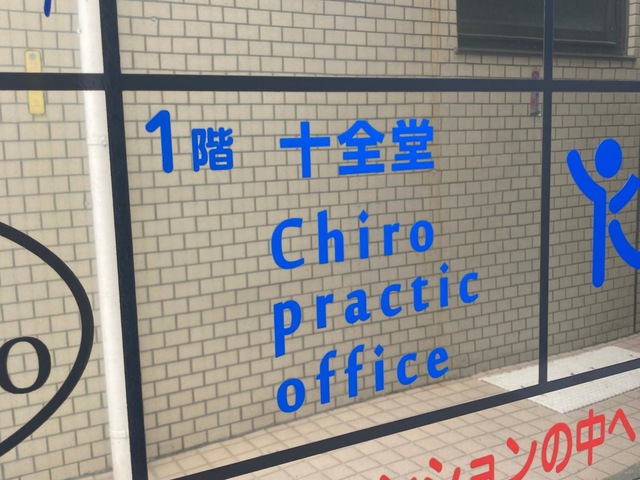 1階 十全堂
Chiro
practic
office
ションの中へ